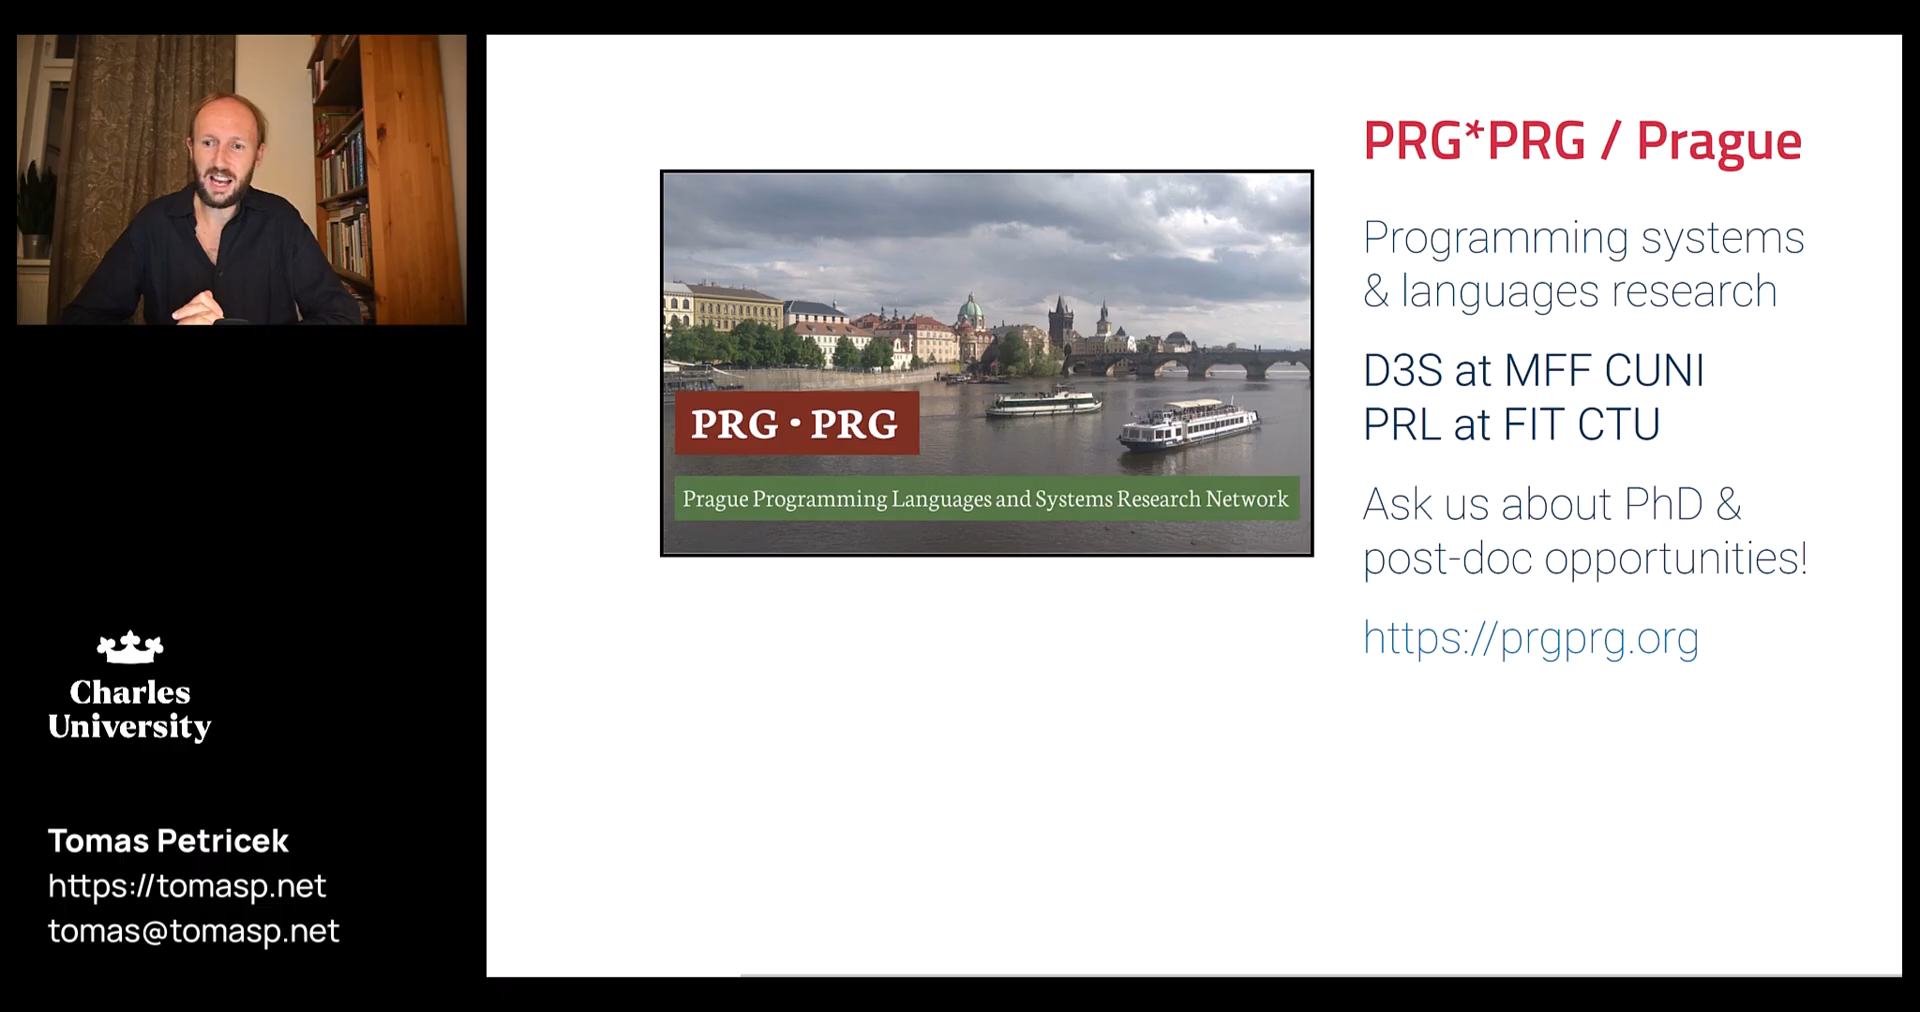 PRG*PRG / Prague
Programming systems
& languages research
D3S at MFF CUNI
PRL at FIT CTU
Ask us about PhD &
post-doc opportunities!
https://prgprg.org
PRG · PRG
Prague Programming Languages and Systems Research Network
Charles
University
Tomas Petricek
https://tomasp.net
tomas@tomasp.net